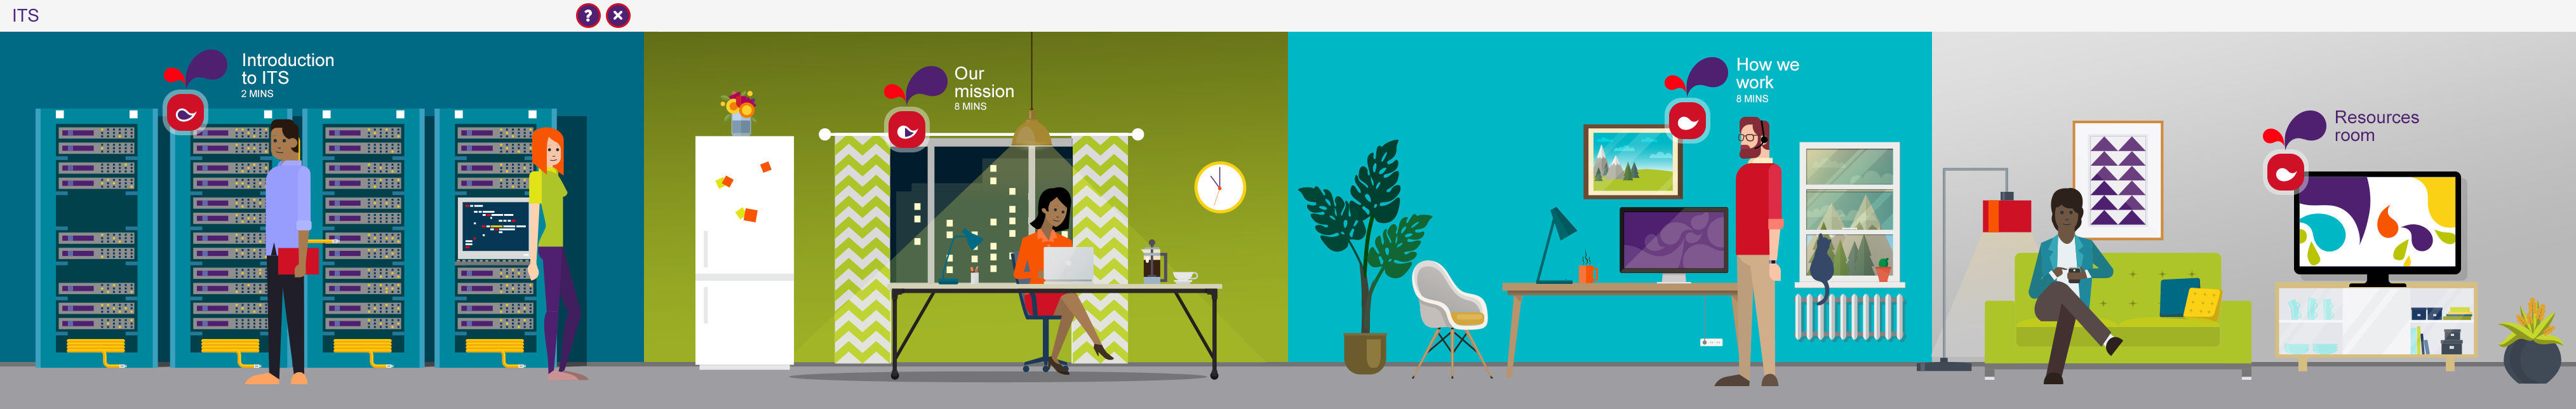 ITS
?
Introduction
to ITS
2 MINS
Our
mission
8 MINS
How we
work
8 MINS
Resources
room